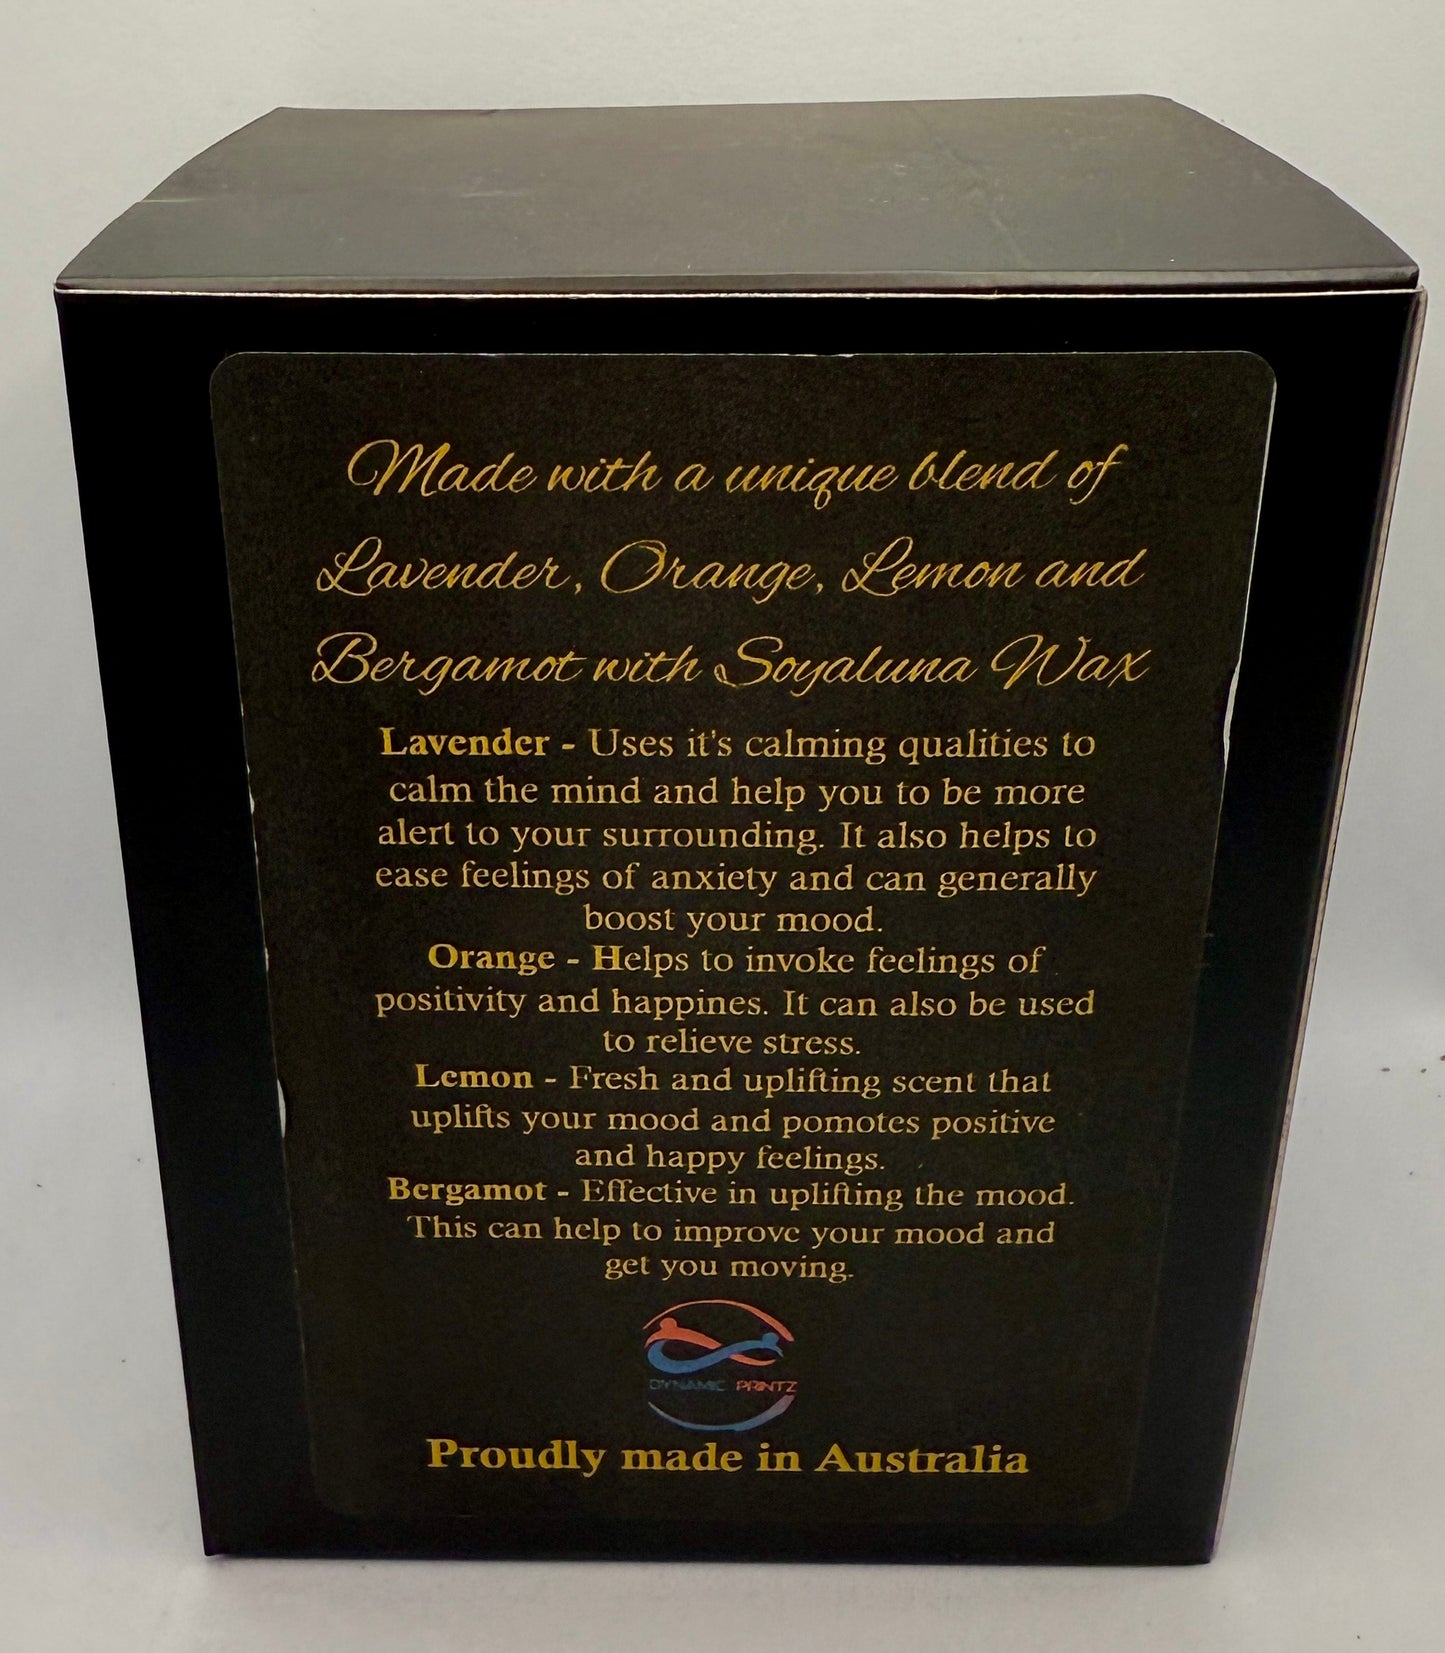 Made with a unique blend of
Lavender, Orange, Lemon and
Bergamot with Soyaluna Wax
Lavender - Uses it's calming qualities to
calm the mind and help you to be more
alert to your surrounding. It also helps to
ease feelings of anxiety and can generally
boost your mood.
Orange - Helps to invoke feelings of
positivity and happines. It can also be used
to relieve stress.
Lemon - Fresh and uplifting scent that
uplifts your mood and pomotes positive
and happy feelings.
Bergamot - Effective in uplifting the mood.
This can help to improve your mood and
get you moving.
DYNAMIC PRINTZ
Proudly made in Australia